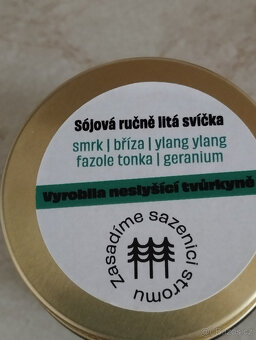 Sójová ručně litá svíčka
smrk | bříza | ylang ylang
fazole tonka | geranium
Vyrobila neslyšící tvůrkyně
Zasadíme sazenici stromu